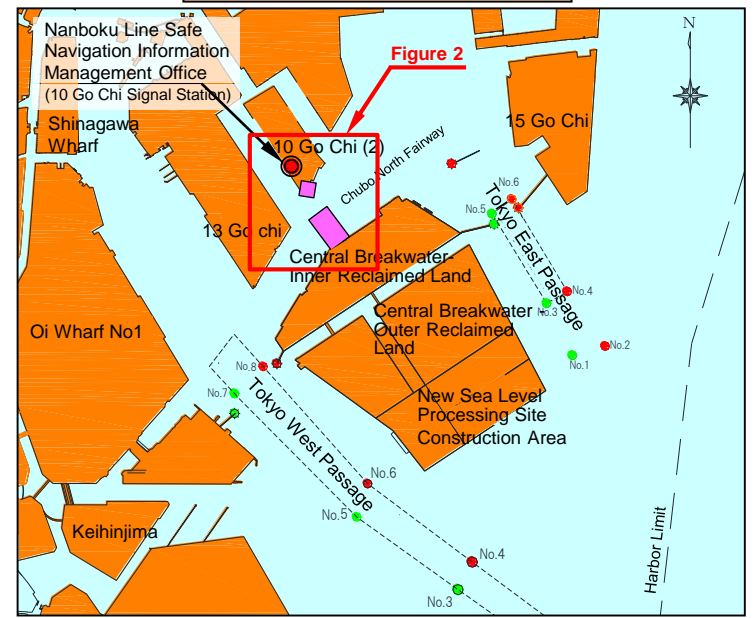 Nanboku Line Safe
Navigation Information
Management Office
(10 Go Chi Signal Station)
Figure 2
N
Shinagawa
Wharf
10 Go Chi (2)
15 Go Chi
Chubo North Fairway
No.6
No.5
Tokyo East Passage
13 Go chi
Central Breakwater-
Inner Reclaimed Land
No.4
No.3
Central Breakwater
Outer Reclaimed
Land
Oi Wharf No1
No.2
No.1
No.8
No.7
Tokyo West Passage
New Sea Level
Processing Site
Construction Area
No.6
No.5
Keihinjima
No.4
No.3
Harbor Limit